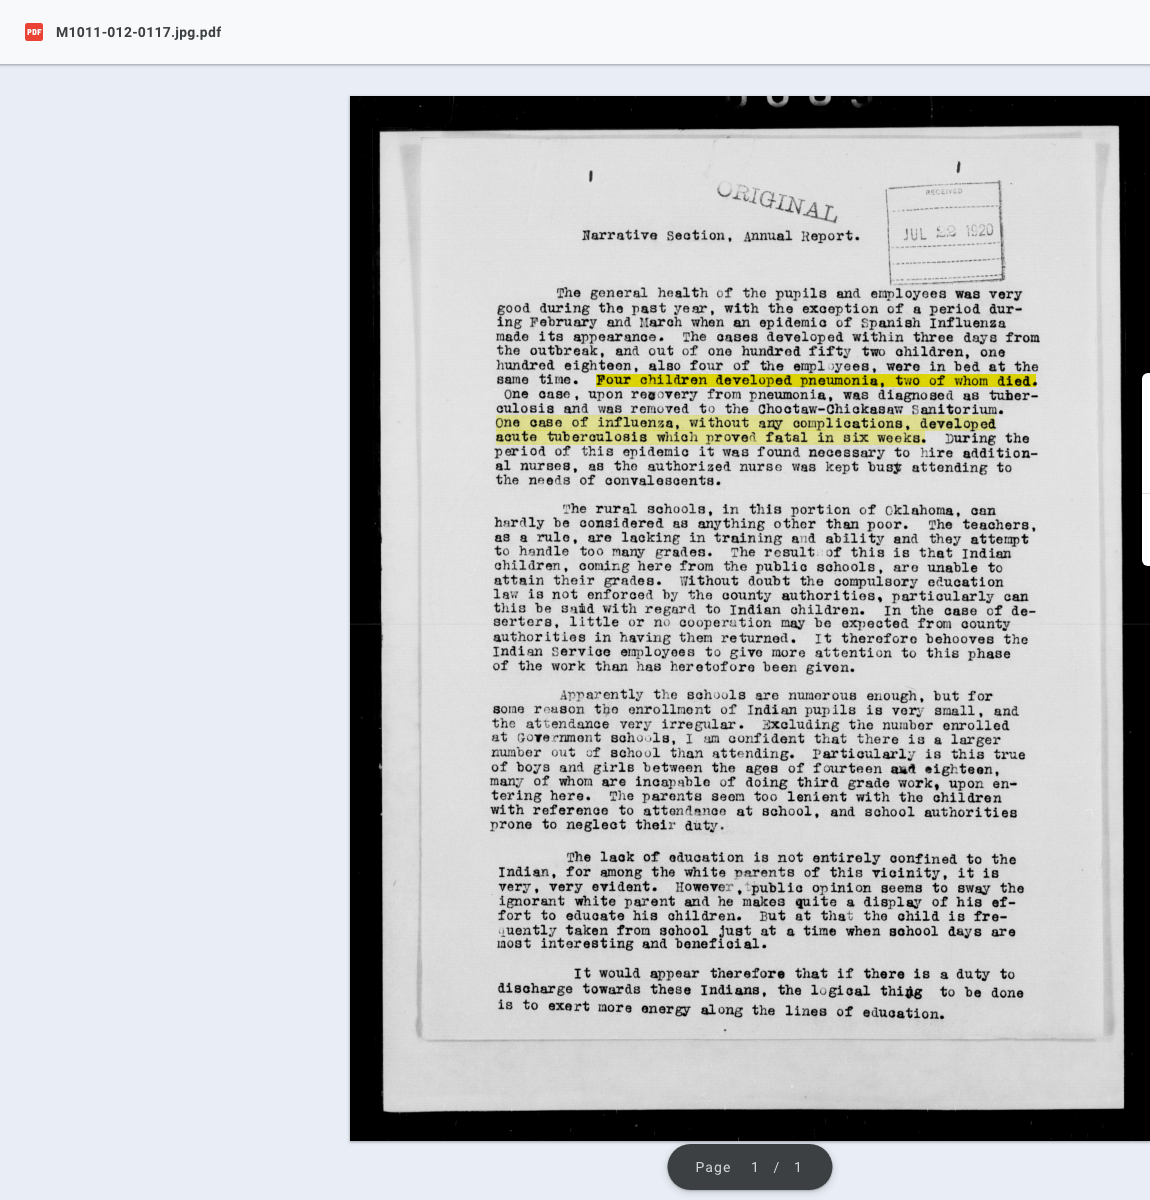 PDF M1011-012-0117.jpg.pdf
ORIGINAL
RECEIVED
JUL 22 1920
Narrative Section, Annual Report.
The general health of the pupils and employees was very
good during the past year, with the exception of a period dur-
ing February and March when an epidemic of Spanish Influenza
made its appearance. The cases developed within three days from
the outbreak, and out of one hundred fifty two children, one
hundred eighteen, also four of the employees, were in bed at the
same time. Four children developed pneumonia, two of whom died.
One case, upon recovery from pneumonia, was diagnosed as tuber-
culosis and was removed to the Choctaw-Chickasaw Sanitorium.
One case of influenza, without any complications, developed
acute tuberculosis which proved fatal in six weeks. During the
period of this epidemic it was found necessary to hire addition-
al nurses, as the authorized nurse was kept busy attending to
the needs of convalescents.
The rural schools, in this portion of Oklahoma, can
hardly be considered as anything other than poor. The teachers,
as a rule, are lacking in training and ability and they attempt
to handle too many grades. The result of this is that Indian
children, coming here from the public schools, are unable to
attain their grades. Without doubt the compulsory education
law is not enforced by the county authorities, particularly can
this be said with regard to Indian children. In the case of de-
serters, little or no cooperation may be expected from county
authorities in having them returned. It therefore behooves the
Indian Service employees to give more attention to this phase
of the work than has heretofore been given.
Apparently the schools are numerous enough, but for
some reason the enrollment of Indian pupils is very small, and
the attendance very irregular. Excluding the number enrolled
at Government schools, I am confident that there is a larger
number out of school than attending. Particularly is this true
of boys and girls between the ages of fourteen and eighteen,
many of whom are incapable of doing third grade work, upon en-
tering here. The parents seem too lenient with the children
with reference to attendance at school, and school authorities
prone to neglect their duty.
The lack of education is not entirely confined to the
Indian, for among the white parents of this vicinity, it is
very, very evident. However, public opinion seems to sway the
ignorant white parent and he makes quite a display of his ef-
fort to educate his children. But at that the child is fre-
quently taken from school just at a time when school days are
most interesting and beneficial.
It would appear therefore that if there is a duty to
discharge towards these Indians, the logical thing to be done
is to exert more energy along the lines of education.
Page 1 / 1